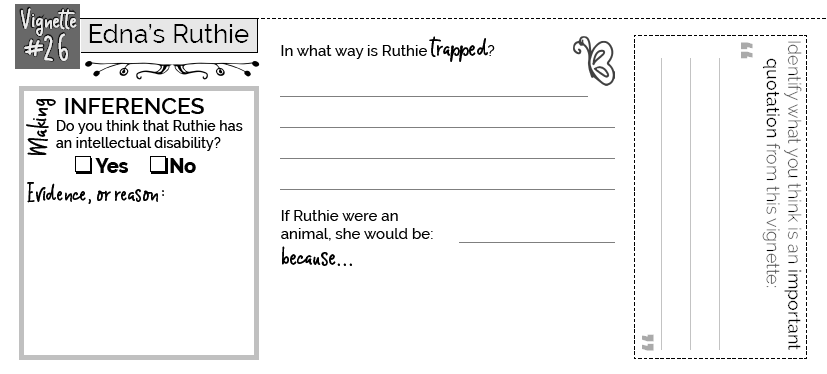 Vignette
#26
Edna's Ruthie
Making
INFERENCES
Do you think that Ruthie has
an intellectual disability?
❑Yes ❑No
Evidence, or reason:
In what way is Ruthie trapped?
If Ruthie were an
animal, she would be:
because...
Identify what you think is an important
quotation from this vignette:
“
”